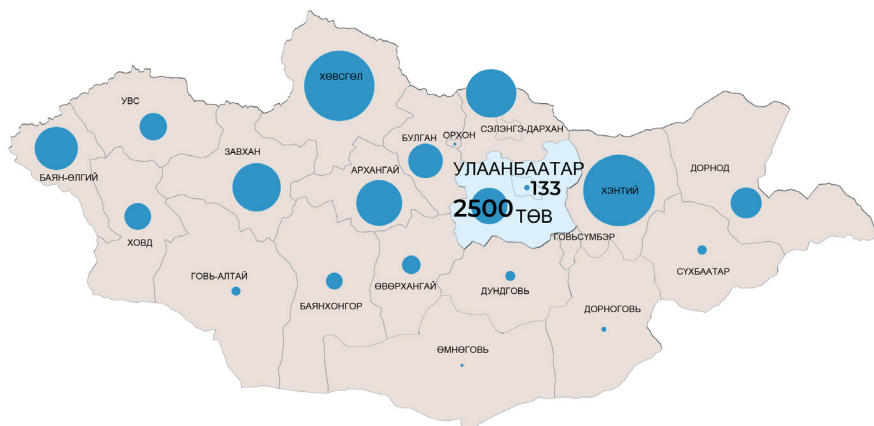 ХӨВСГӨЛ
УВС
СЭЛЭНГЭ-ДАРХАН
ОРХОН
БУЛГАН
ЗАВХАН
БАЯН-ӨЛГИЙ
АРХАНГАЙ
УЛААНБААТАР
133
ХЭНТИЙ
ДОРНОД
2500 ТӨВ
ХОВД
ГОВЬСҮМБЭР
СҮХБААТАР
ГОВЬ-АЛТАЙ
БАЯНХОНГОР
ӨВӨРХАНГАЙ
ДУНДГОВЬ
ДОРНОГОВЬ
ӨМНӨГОВЬ